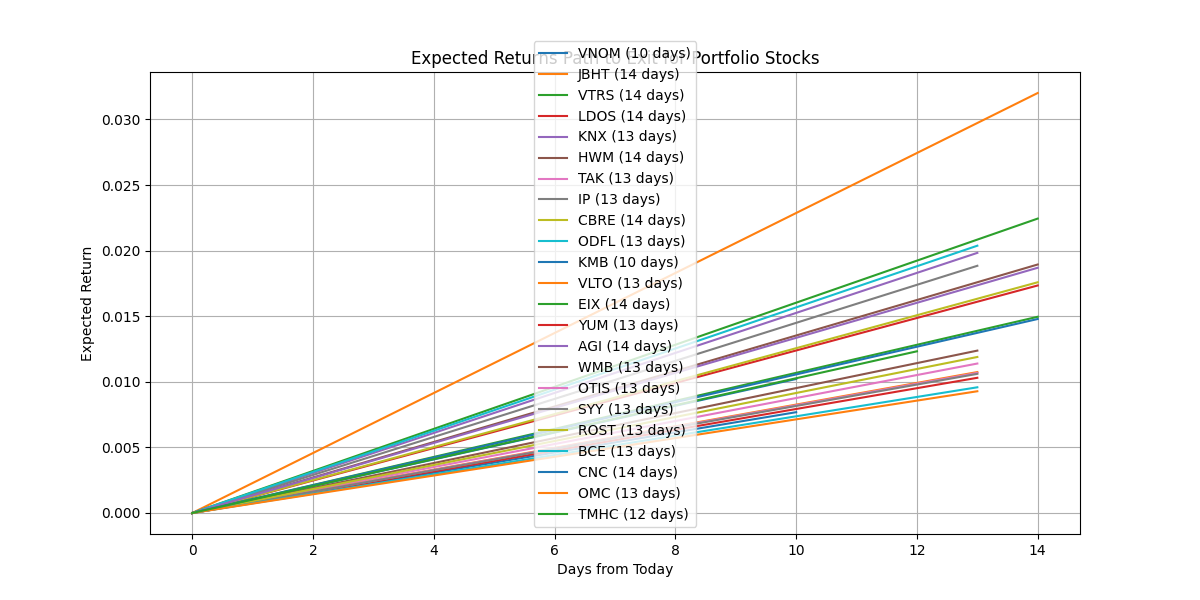 Expected Returns Path to Exit for Portfolio Stocks
VNOM (10 days)
JBHT (14 days)
VTRS (14 days)
LDOS (14 days)
KNX (13 days)
HWM (14 days)
TAK (13 days)
IP (13 days)
CBRE (14 days)
ODFL (13 days)
KMB (10 days)
VLTO (13 days)
EIX (14 days)
YUM (13 days)
AGI (14 days)
WMB (13 days)
OTIS (13 days)
SYY (13 days)
ROST (13 days)
BCE (13 days)
CNC (14 days)
OMC (13 days)
TMHC (12 days)
Expected Return
0.030
0.025
0.020
0.015
0.010
0.005
0.000
0 2 4 6 8 10 12 14
Days from Today